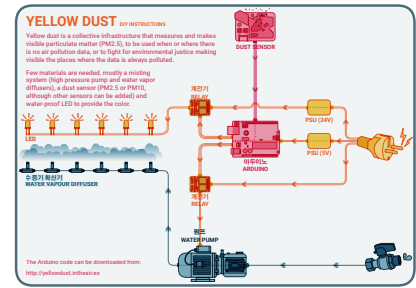 YELLOW DUST DIY INSTRUCTIONS
Yellow dust is a collective infrastructure that measures and makes
visible particulate matter (PM2.5), to be used when or where there
is no air pollution data, or to fight for environmental justice making
visible the places where the data is always polluted.
Few materials are needed, mostly a misting
system (high pressure pump and water vapor
diffusers), a dust sensor (PM2.5 or PM10,
although other sensors can be added) and
water-proof LED to provide the color.
DUST SENSOR
계전기
RELAY
PSU (24V)
LED
PSU (5V)
아두이노
ARDUINO
수증기 확산기
WATER VAPOUR DIFFUSER
계전기
RELAY
펌프
WATER PUMP
The Arduino code can be downloaded from:
http://yellowdust.intheair.es